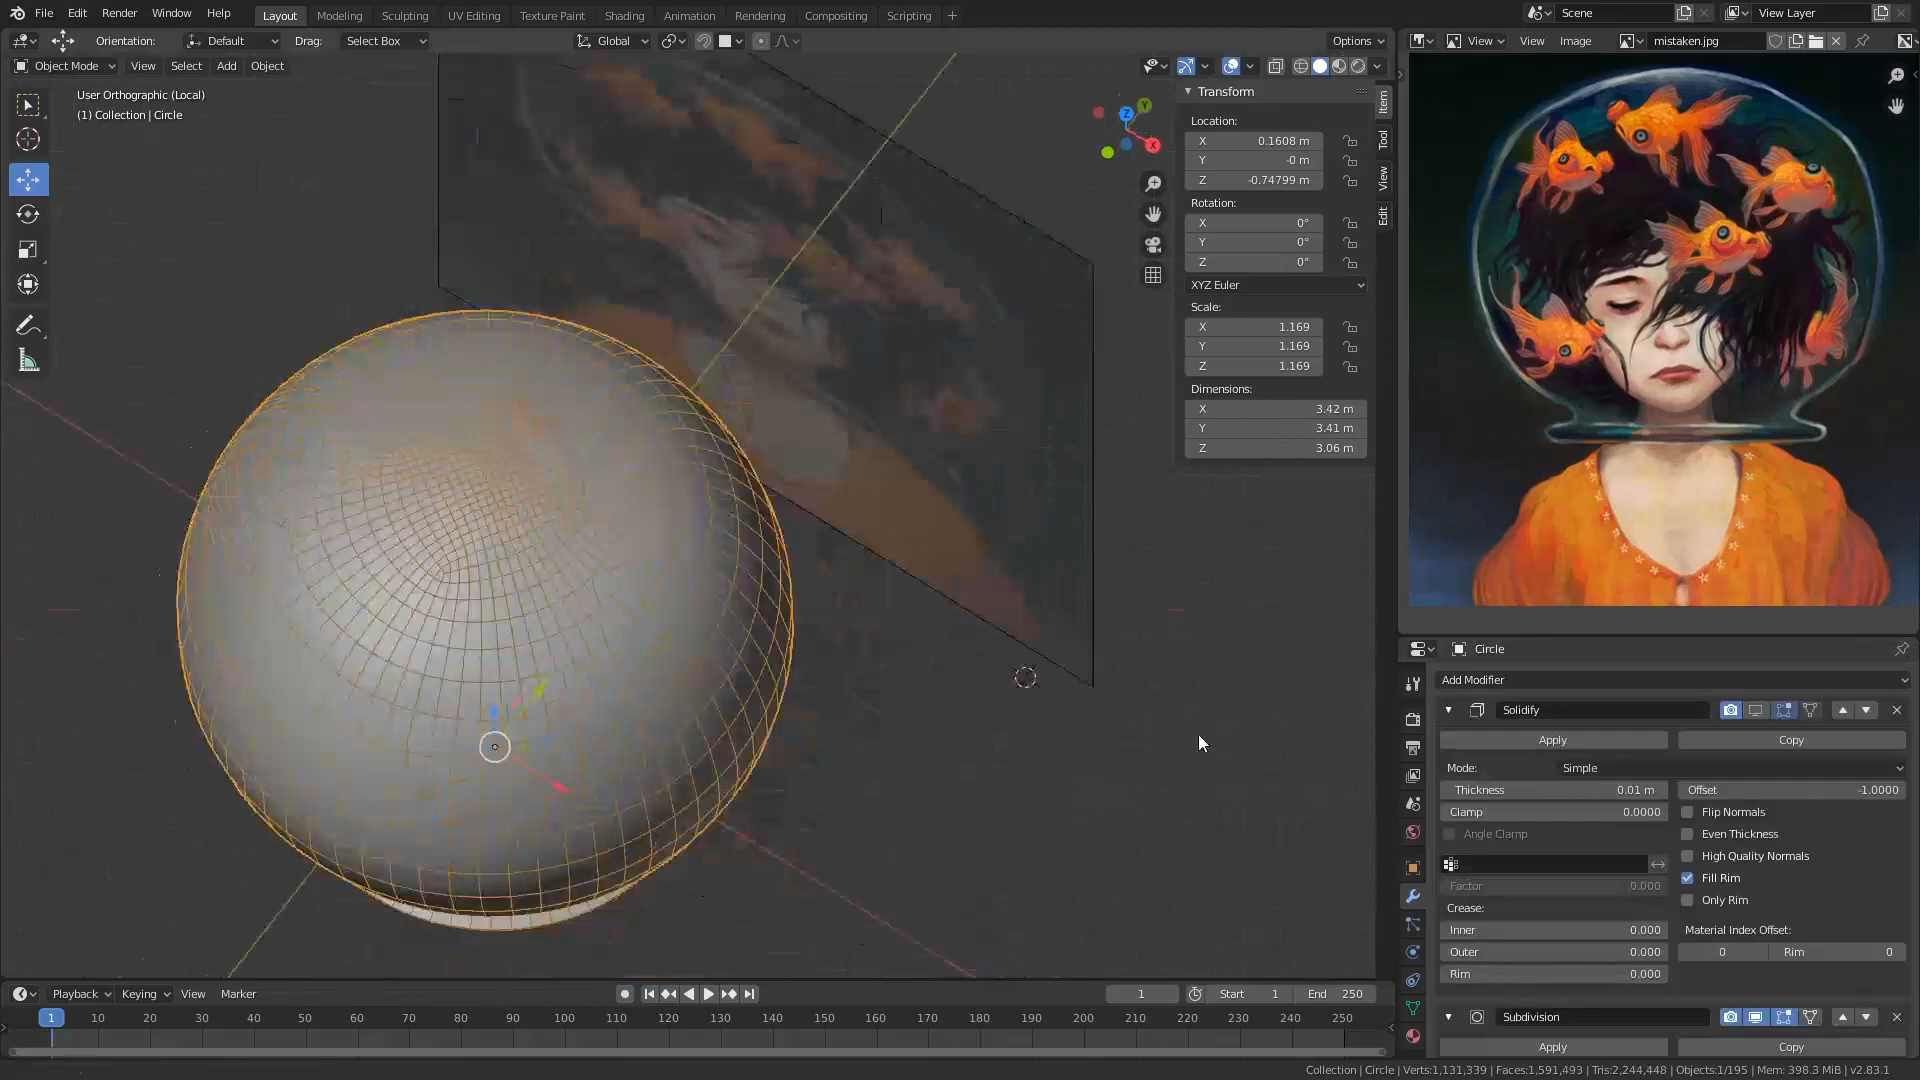 File Edit Render Window Help Layout Modeling Sculpting UV Editing Texture Paint Shading Animation Rendering Compositing Scripting + Scene View Layer
Orientation: Default Drag: Select Box Global Options View View Image mistaken.jpg
Object Mode View Select Add Object
User Orthographic (Local)
(1) Collection | Circle
Z
Y
X
Transform
Location:
X 0.1608 m
Y -0 m
Z -0.74799 m
Rotation:
X 0°
Y 0°
Z 0°
XYZ Euler
Scale:
X 1.169
Y 1.169
Z 1.169
Dimensions:
X 3.42 m
Y 3.41 m
Z 3.06 m
Item
Tool
View
Edit
Circle
Add Modifier
Solidify
Apply Copy
Mode: Simple
Thickness 0.01 m Offset -1.0000
Clamp 0.0000 Flip Normals
Angle Clamp Even Thickness
High Quality Normals
Fill Rim
Factor 0.000
Only Rim
Crease:
Inner 0.000 Material Index Offset:
Outer 0.000 0 Rim 0
Rim 0.000
Subdivision
Apply Copy
Playback Keying View Marker 1 Start 1 End 250
1 10 20 30 40 50 60 70 80 90 100 110 120 130 140 150 160 170 180 190 200 210 220 230 240 250
Collection | Circle | Verts:1,131,339 | Faces:1,591,493 | Tris:2,244,448 | Objects:1/195 | Mem: 398.3 MiB | v2.83.1